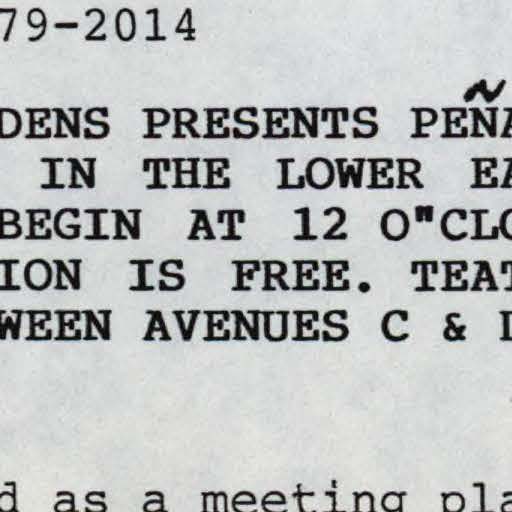 79-2014
DENS PRESENTS PEÑA
IN THE LOWER EA
BEGIN AT 12 O"CLO
ION IS FREE. TEAT
WEEN AVENUES C & D
d as a meeting pla